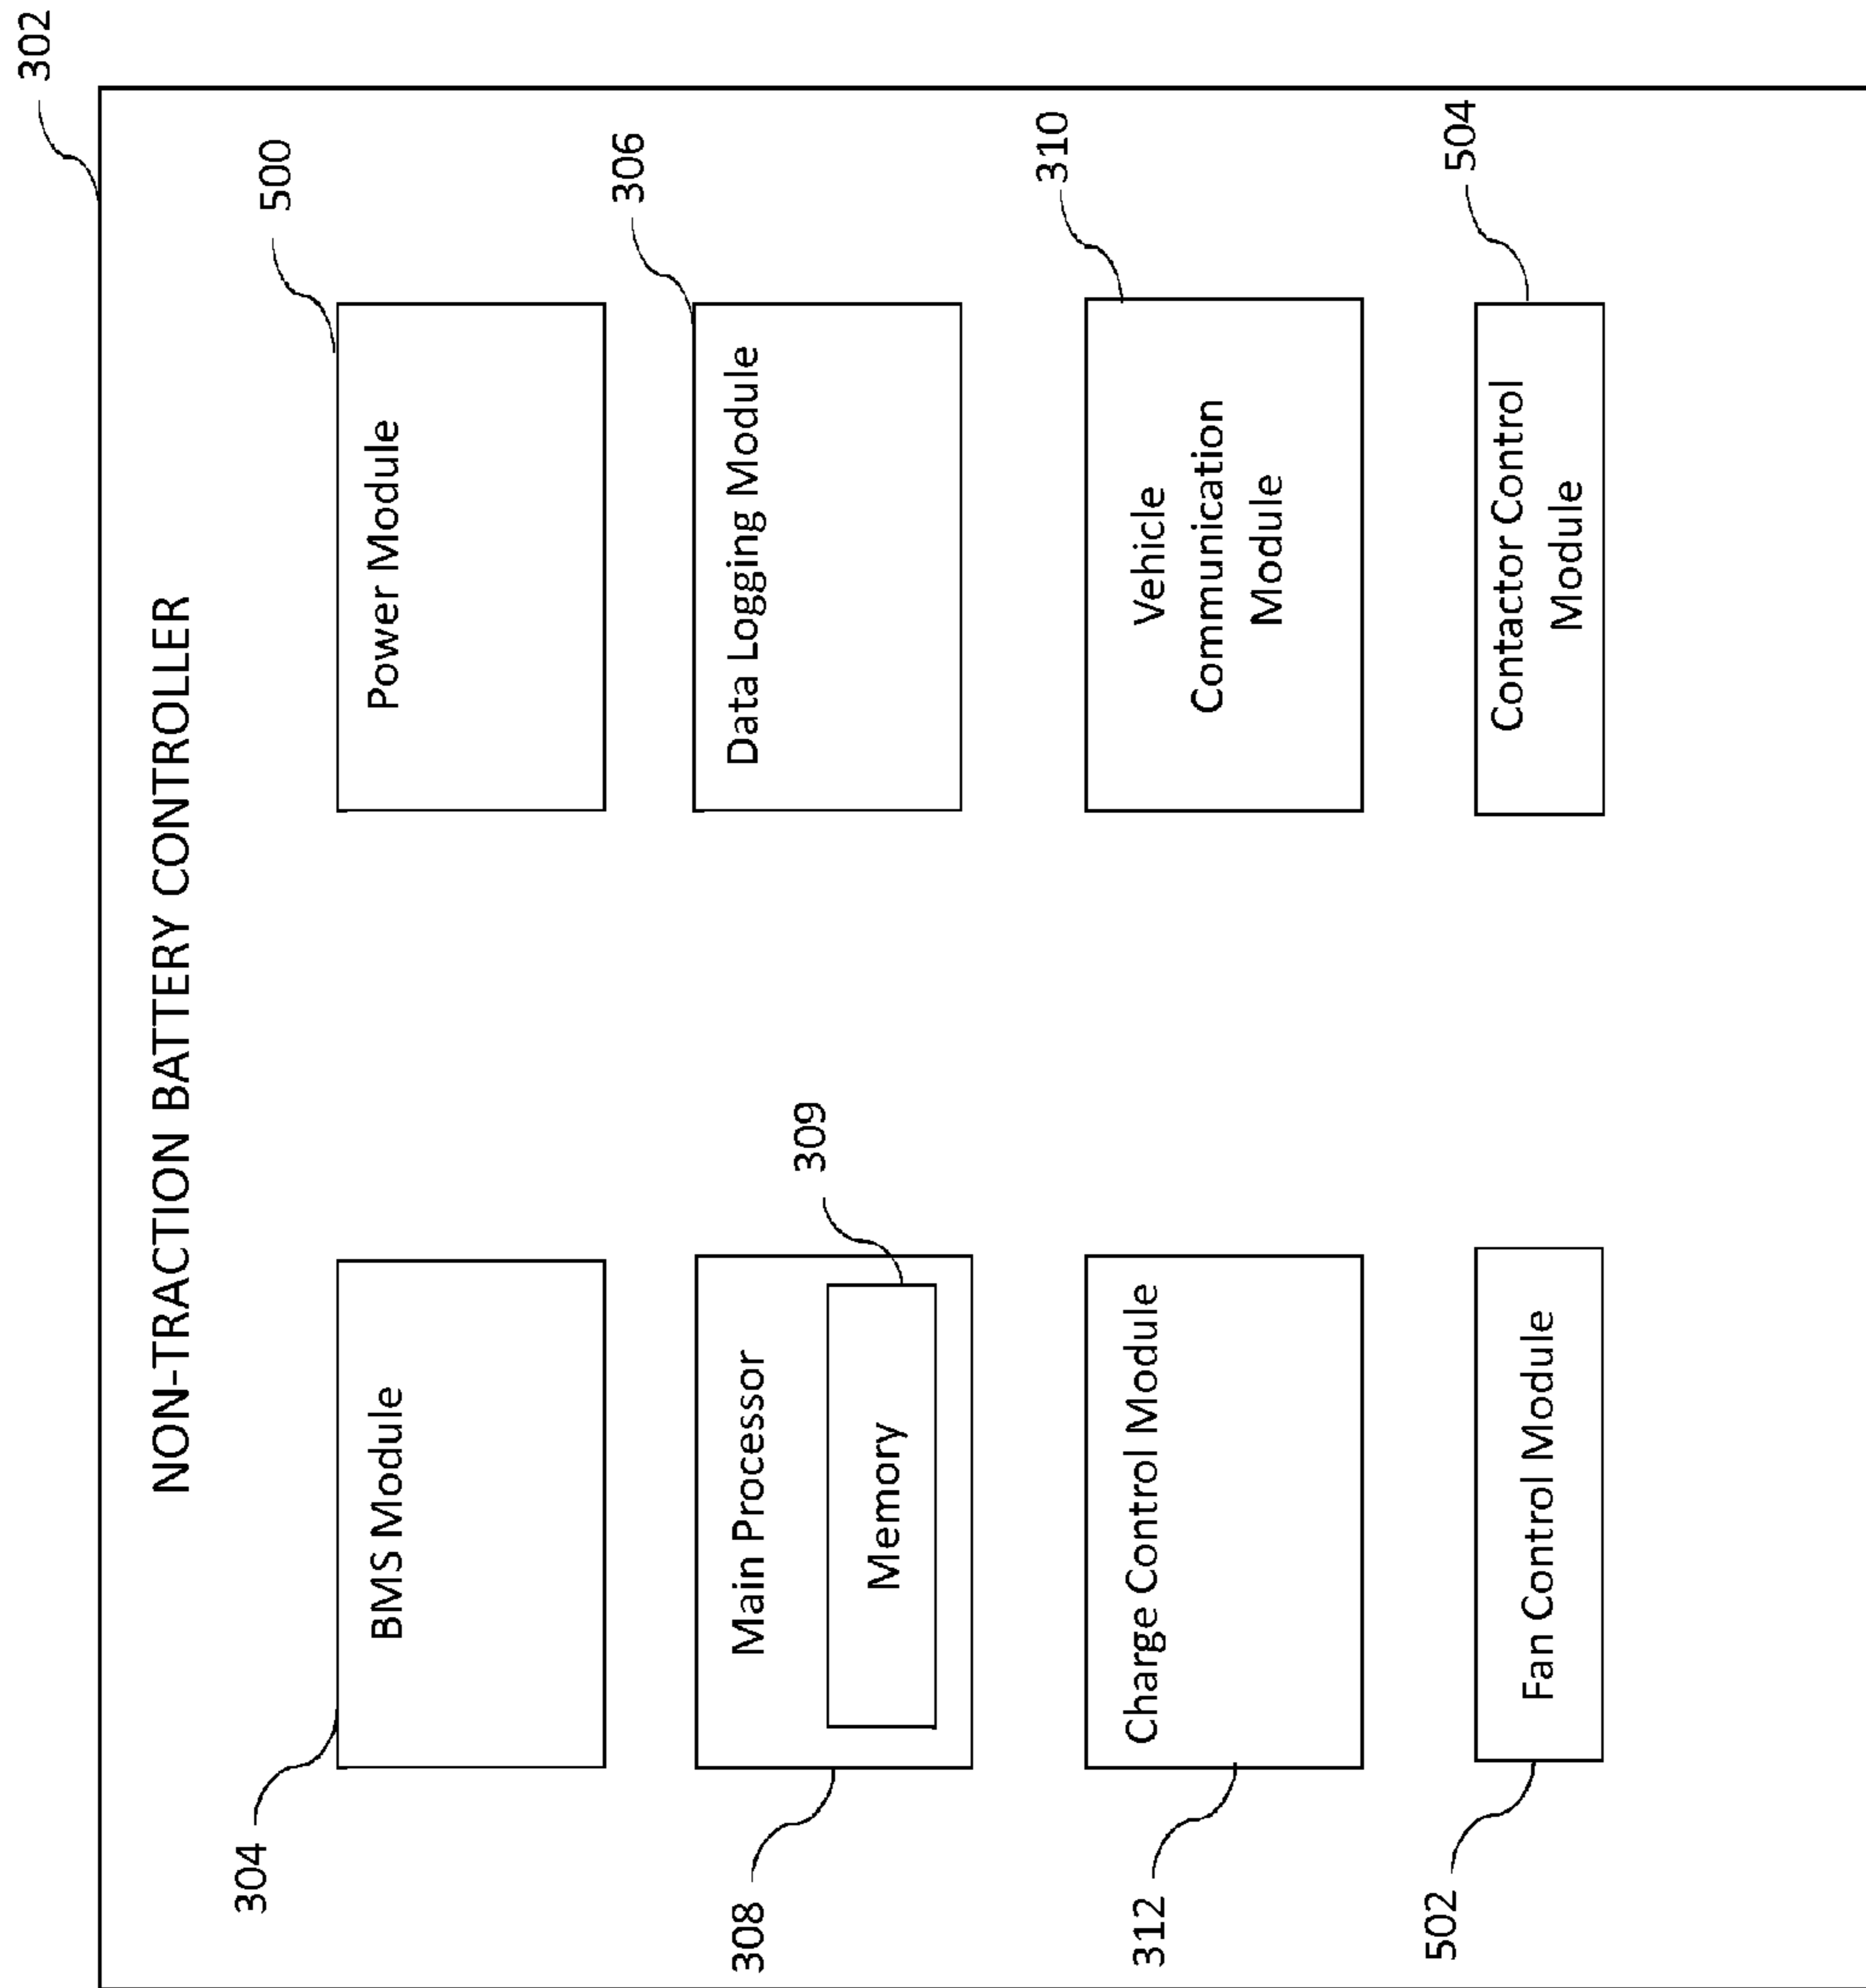 302
NON-TRACTION BATTERY CONTROLLER
304
BMS Module
500
Power Module
308
Main Processor
309
Memory
306
Data Logging Module
312
Charge Control Module
310
Vehicle
Communication
Module
502
Fan Control Module
504
Contactor Control
Module